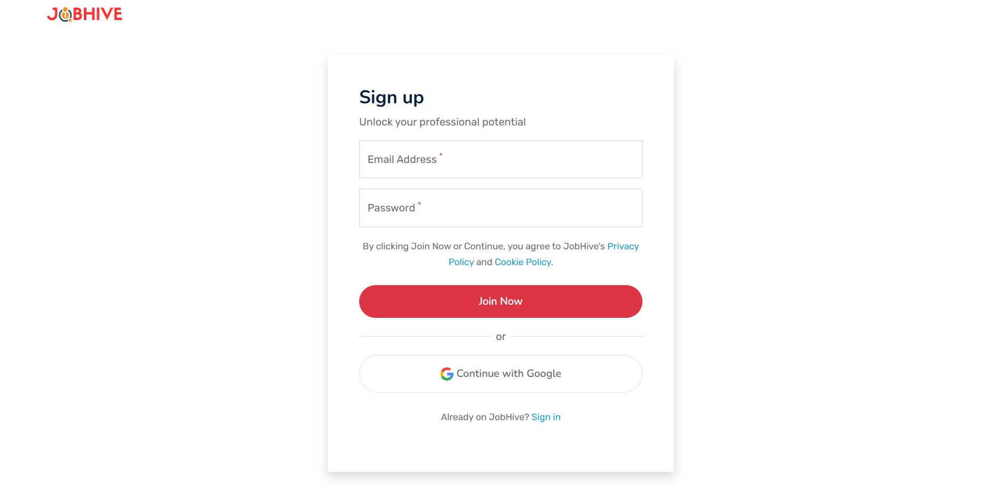 JOBHIVE
Sign up
Unlock your professional potential
Email Address *
Password *
By clicking Join Now or Continue, you agree to JobHive's Privacy
Policy and Cookie Policy.
Join Now
or
Continue with Google
Already on JobHive? Sign in